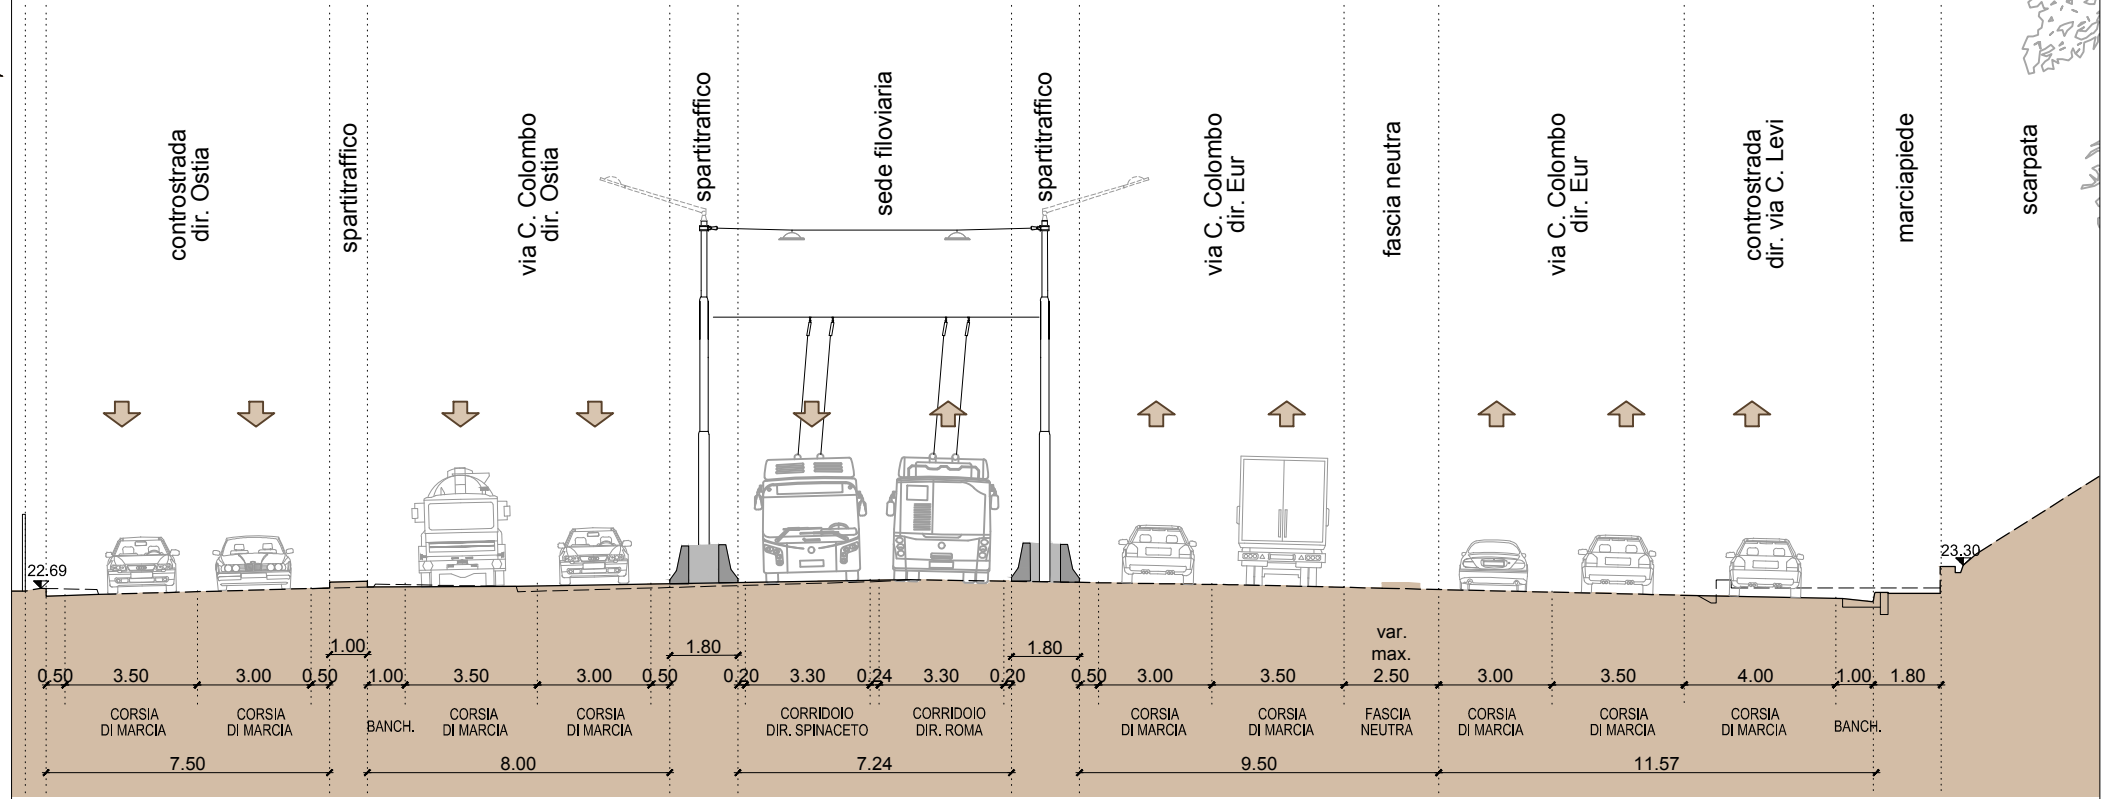 controstrada
dir. Ostia
spartitraffico
via C. Colombo
dir. Ostia
spartitraffico
sede filoviaria
spartitraffico
via C. Colombo
dir. Eur
fascia neutra
via C. Colombo
dir. Eur
controstrada
dir. via C. Levi
marciapiede
scarpata
22.69
23.30
1.00
1.80
1.80
var.
max.
0.50 3.50 3.00 0.50 1.00 3.50 3.00 0.50 0.20 3.30 0.24 3.30 0.20 0.50 3.00 3.50 2.50 3.00 3.50 4.00 1.00 1.80
CORSIA
DI MARCIA
CORSIA
DI MARCIA
BANCH.
CORSIA
DI MARCIA
CORSIA
DI MARCIA
CORRIDOIO
DIR. SPINACETO
CORRIDOIO
DIR. ROMA
CORSIA
DI MARCIA
CORSIA
DI MARCIA
FASCIA
NEUTRA
CORSIA
DI MARCIA
CORSIA
DI MARCIA
CORSIA
DI MARCIA
BANCH.
7.50 8.00 7.24 9.50 11.57